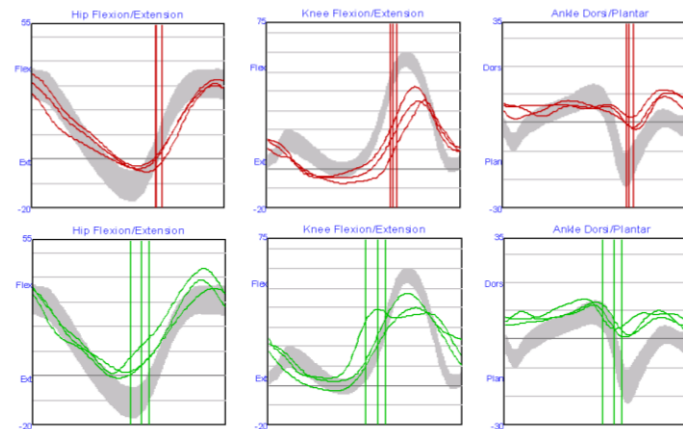 Hip Flexion/Extension
55
Flex
Ext
-20
Knee Flexion/Extension
75
Flex
Ext
-20
Ankle Dorsi/Plantar
35
Dors
Plan
-30
Hip Flexion/Extension
55
Flex
Ext
-20
Knee Flexion/Extension
75
Flex
Ext
-20
Ankle Dorsi/Plantar
35
Dors
Plan
-30